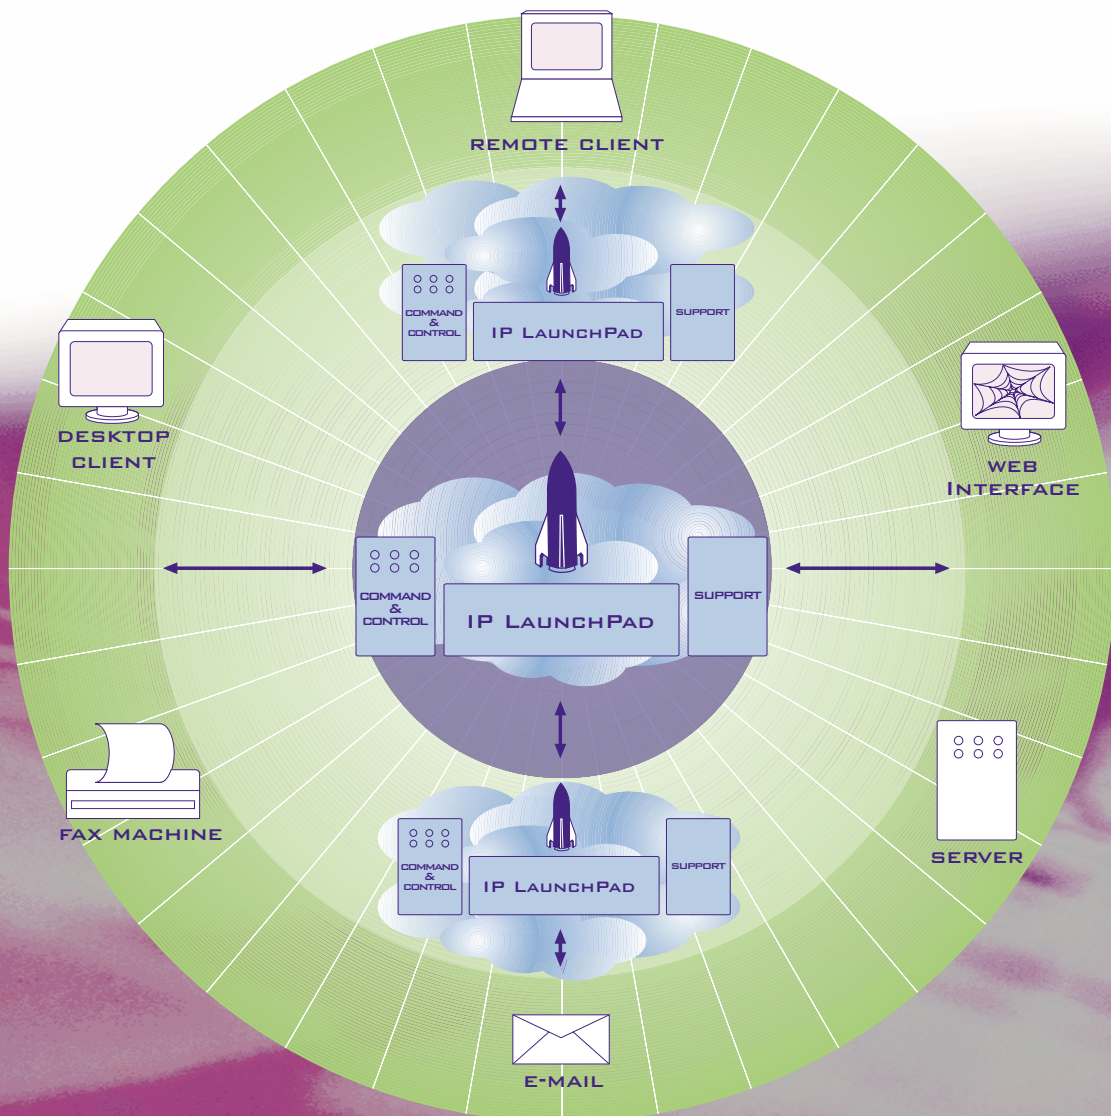 REMOTE CLIENT
COMMAND
&
CONTROL
IP LAUNCHPAD
SUPPORT
DESKTOP
CLIENT
WEB
INTERFACE
COMMAND
&
CONTROL
IP LAUNCHPAD
SUPPORT
FAX MACHINE
SERVER
COMMAND
&
CONTROL
IP LAUNCHPAD
SUPPORT
E-MAIL